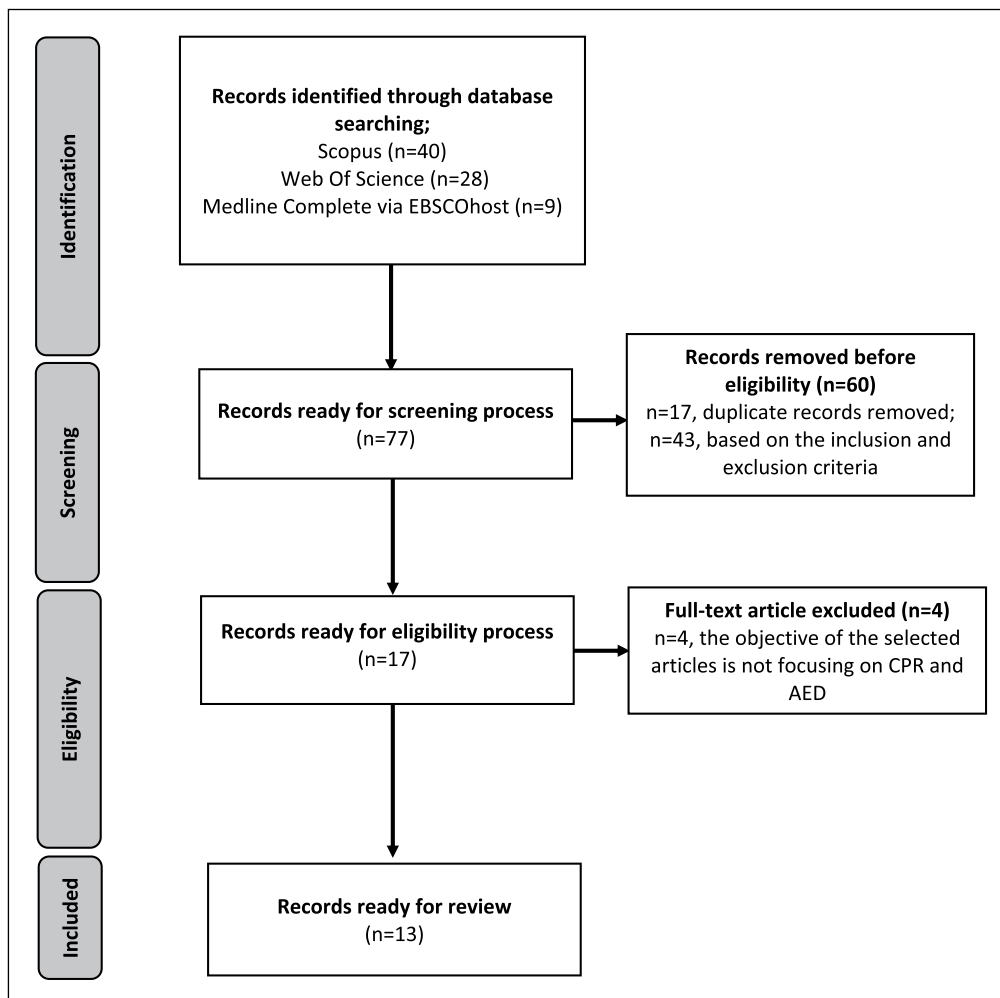 Identification
Records identified through database
searching;
Scopus (n=40)
Web Of Science (n=28)
Medline Complete via EBSCOhost (n=9)
Screening
Records ready for screening process
(n=77)
Records removed before
eligibility (n=60)
n=17, duplicate records removed;
n=43, based on the inclusion and
exclusion criteria
Eligibility
Records ready for eligibility process
(n=17)
Full-text article excluded (n=4)
n=4, the objective of the selected
articles is not focusing on CPR and
AED
Included
Records ready for review
(n=13)